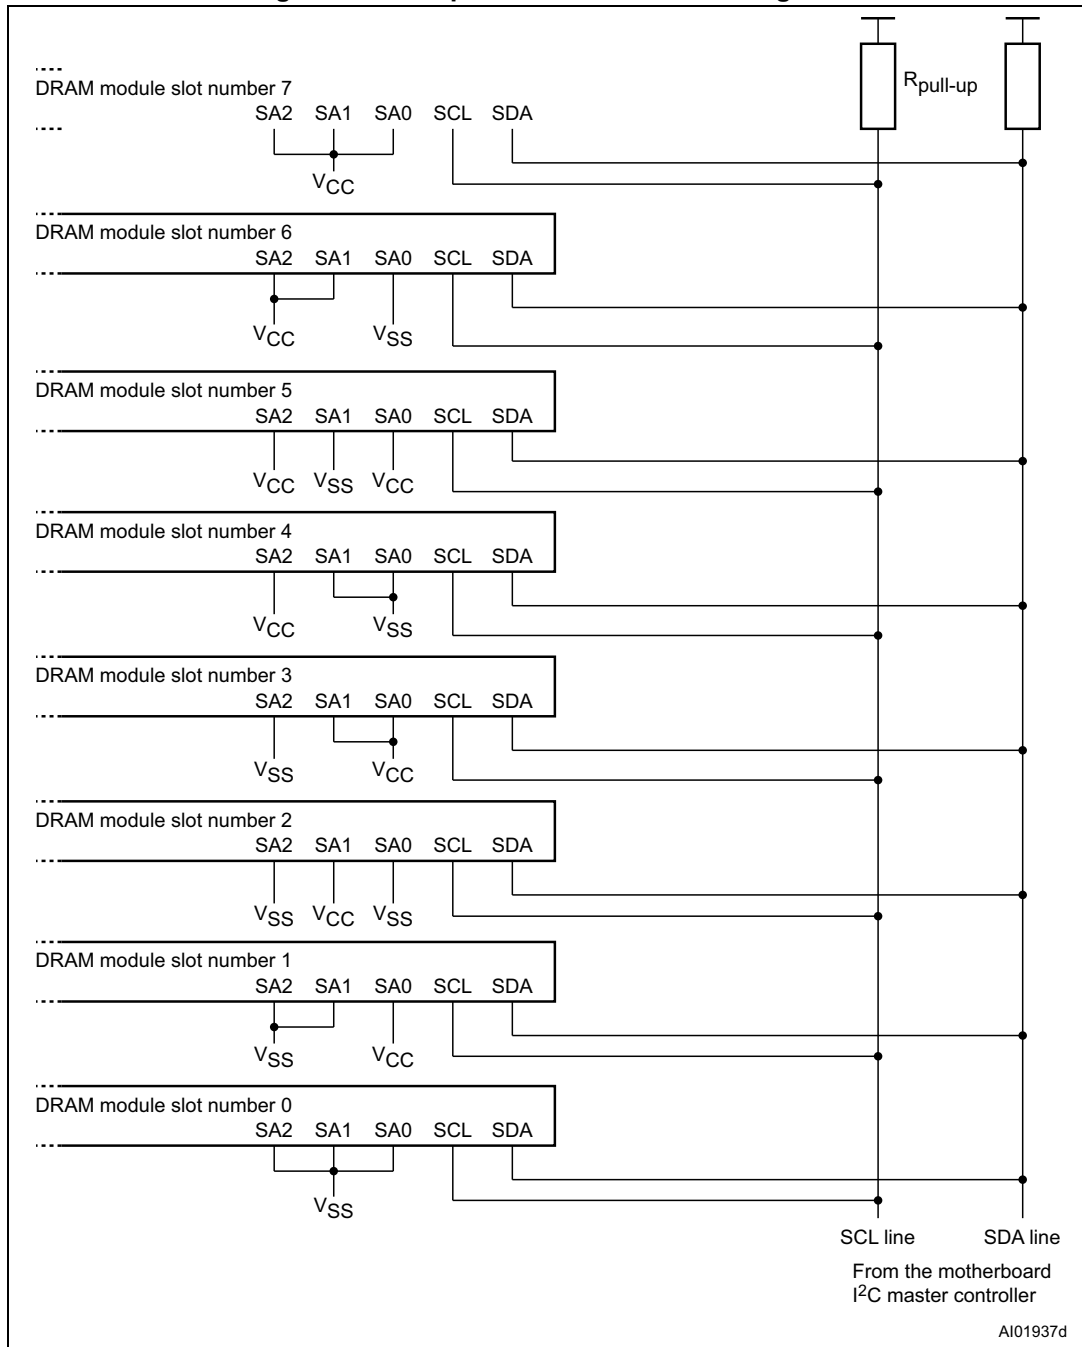 DRAM module slot number 7
R pull-up
SA2 SA1 SA0 SCL SDA
VCC
DRAM module slot number 6
SA2 SA1 SA0 SCL SDA
VCC VSS
DRAM module slot number 5
SA2 SA1 SA0 SCL SDA
VCC VSS VCC
DRAM module slot number 4
SA2 SA1 SA0 SCL SDA
VCC VSS
DRAM module slot number 3
SA2 SA1 SA0 SCL SDA
VSS VCC
DRAM module slot number 2
SA2 SA1 SA0 SCL SDA
VSS VCC VSS
DRAM module slot number 1
SA2 SA1 SA0 SCL SDA
VSS VCC
DRAM module slot number 0
SA2 SA1 SA0 SCL SDA
VSS
SCL line SDA line
From the motherboard
I2C master controller
AI01937d